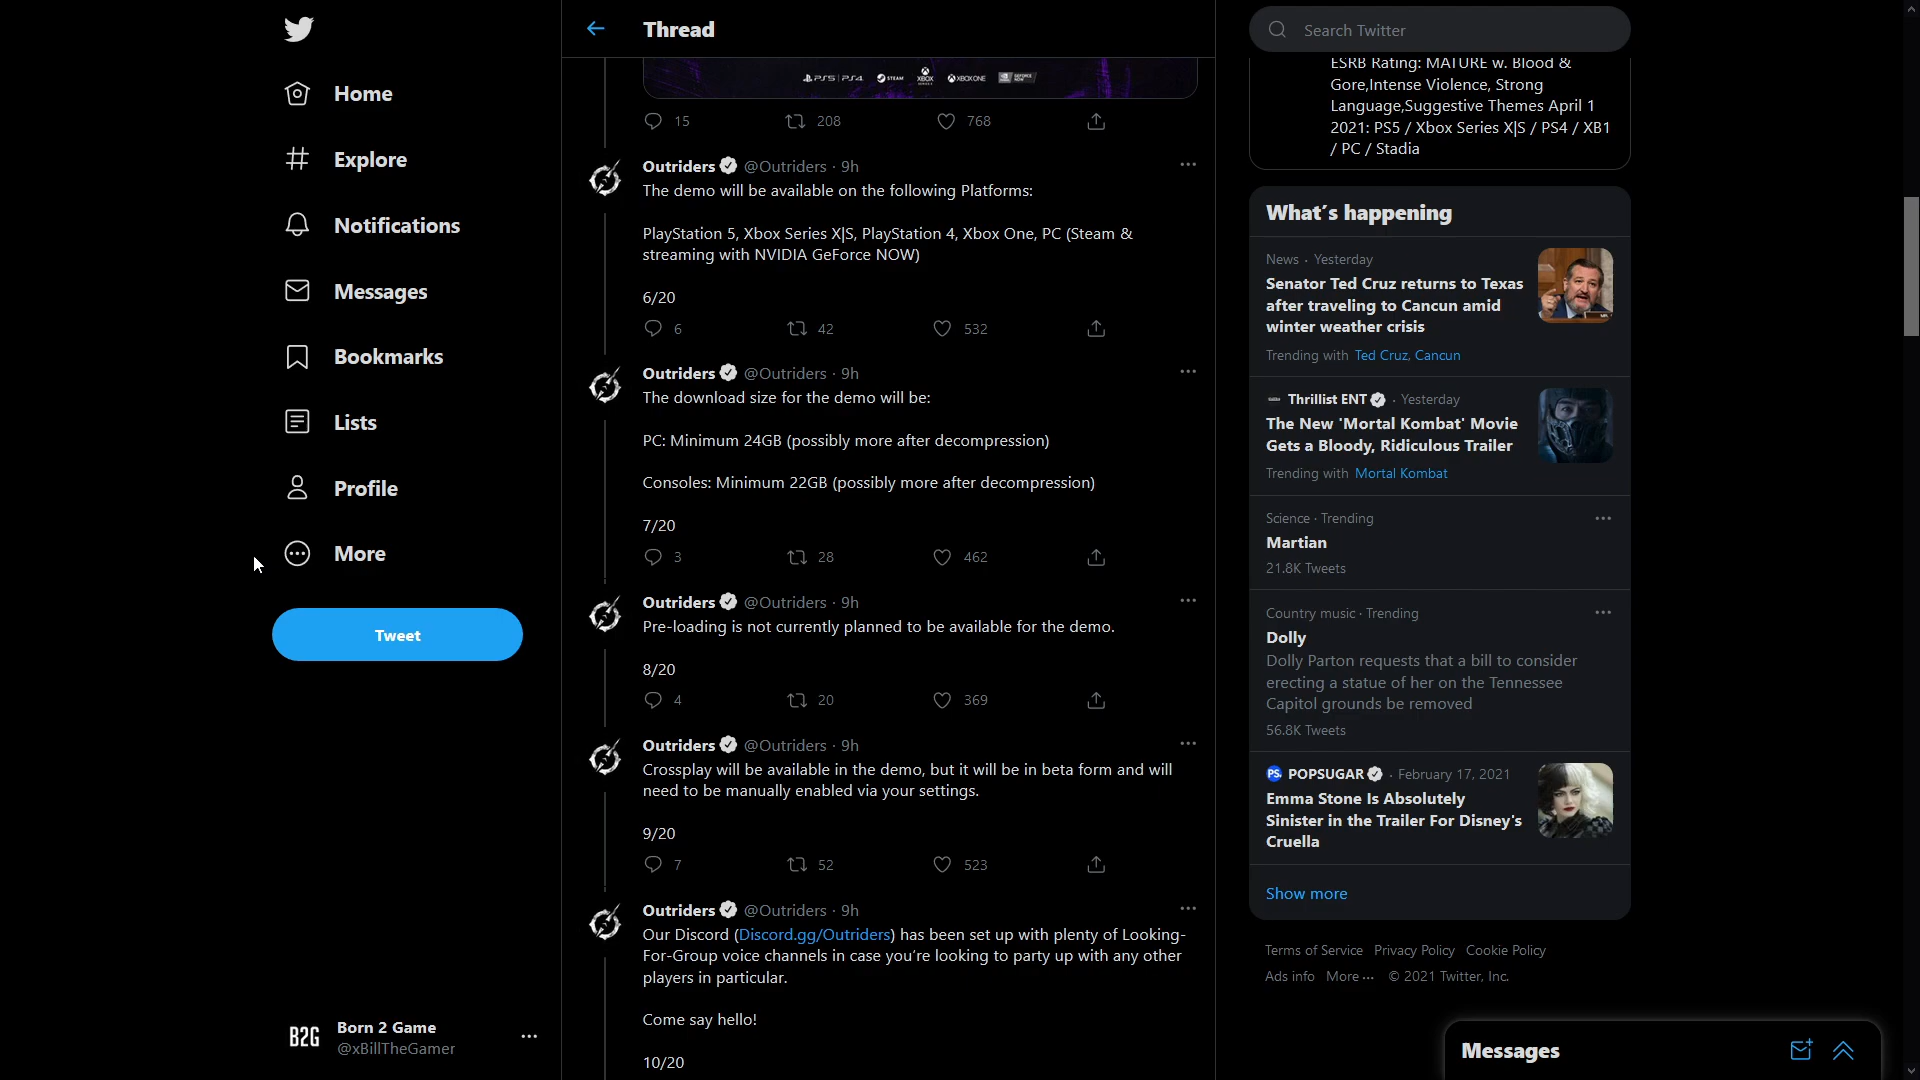 Home
Explore
Notifications
Messages
Bookmarks
Lists
Profile
More
Tweet
B2G
Born 2 Game
@xBillTheGamer
Thread
PS5 | PS4 STEAM XBOX XBOX ONE GEFORCE NOW
15 208 768
Outriders @Outriders · 9h
The demo will be available on the following Platforms:
PlayStation 5, Xbox Series X|S, PlayStation 4, Xbox One, PC (Steam &
streaming with NVIDIA GeForce NOW)
6/20
6 42 532
Outriders @Outriders · 9h
The download size for the demo will be:
PC: Minimum 24GB (possibly more after decompression)
Consoles: Minimum 22GB (possibly more after decompression)
7/20
3 28 462
Outriders @Outriders · 9h
Pre-loading is not currently planned to be available for the demo.
8/20
4 20 369
Outriders @Outriders · 9h
Crossplay will be available in the demo, but it will be in beta form and will
need to be manually enabled via your settings.
9/20
7 52 523
Outriders @Outriders · 9h
Our Discord (Discord.gg/Outriders) has been set up with plenty of Looking-
For-Group voice channels in case you're looking to party up with any other
players in particular.
Come say hello!
10/20
Search Twitter
ESRB Rating: MATURE w. Blood &
Gore,Intense Violence, Strong
Language,Suggestive Themes April 1
2021: PS5 / Xbox Series X|S / PS4 / XB1
/ PC / Stadia
What's happening
News · Yesterday
Senator Ted Cruz returns to Texas
after traveling to Cancun amid
winter weather crisis
Trending with Ted Cruz, Cancun
Thrillist ENT · Yesterday
The New 'Mortal Kombat' Movie
Gets a Bloody, Ridiculous Trailer
Trending with Mortal Kombat
Science · Trending
Martian
21.8K Tweets
Country music · Trending
Dolly
Dolly Parton requests that a bill to consider
erecting a statue of her on the Tennessee
Capitol grounds be removed
56.8K Tweets
PS. POPSUGAR · February 17, 2021
Emma Stone Is Absolutely
Sinister in the Trailer For Disney's
Cruella
Show more
Terms of Service Privacy Policy Cookie Policy
Ads info More ··· © 2021 Twitter, Inc.
Messages